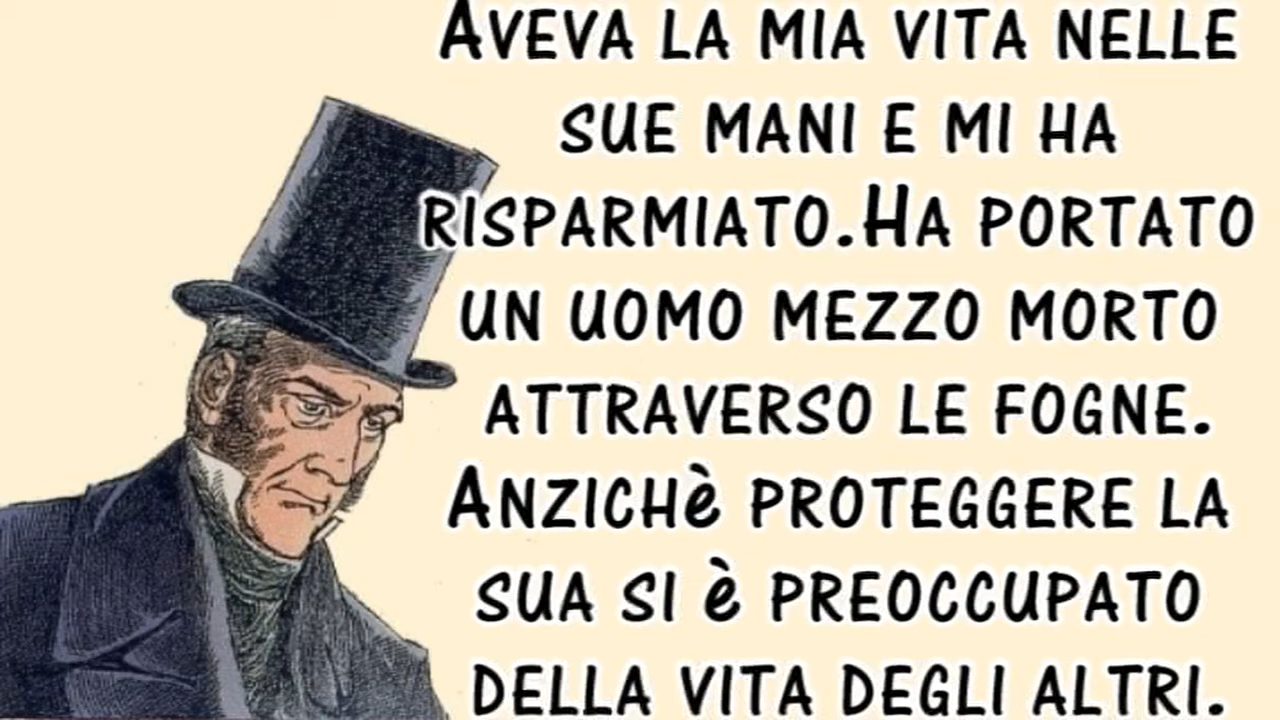 AVEVA LA MIA VITA NELLE
SUE MANI E MI HA
RISPARMIATO.HA PORTATO
UN UOMO MEZZO MORTO
ATTRAVERSO LE FOGNE.
ANZICHè PROTEGGERE LA
SUA SI è PREOCCUPATO
DELLA VITA DEGLI ALTRI.